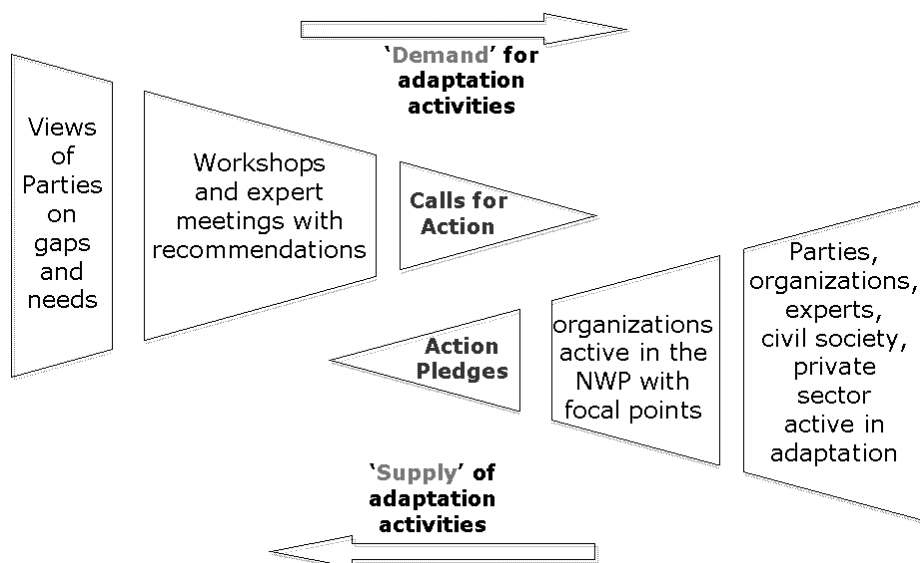 ‘Demand’ for
adaptation
activities
Views
of
Parties
on
gaps
and
needs
Workshops
and expert
meetings with
recommendations
Calls for
Action
Action
Pledges
organizations
active in the
NWP with
focal points
Parties,
organizations,
experts,
civil society,
private
sector
active in
adaptation
‘Supply’ of
adaptation
activities